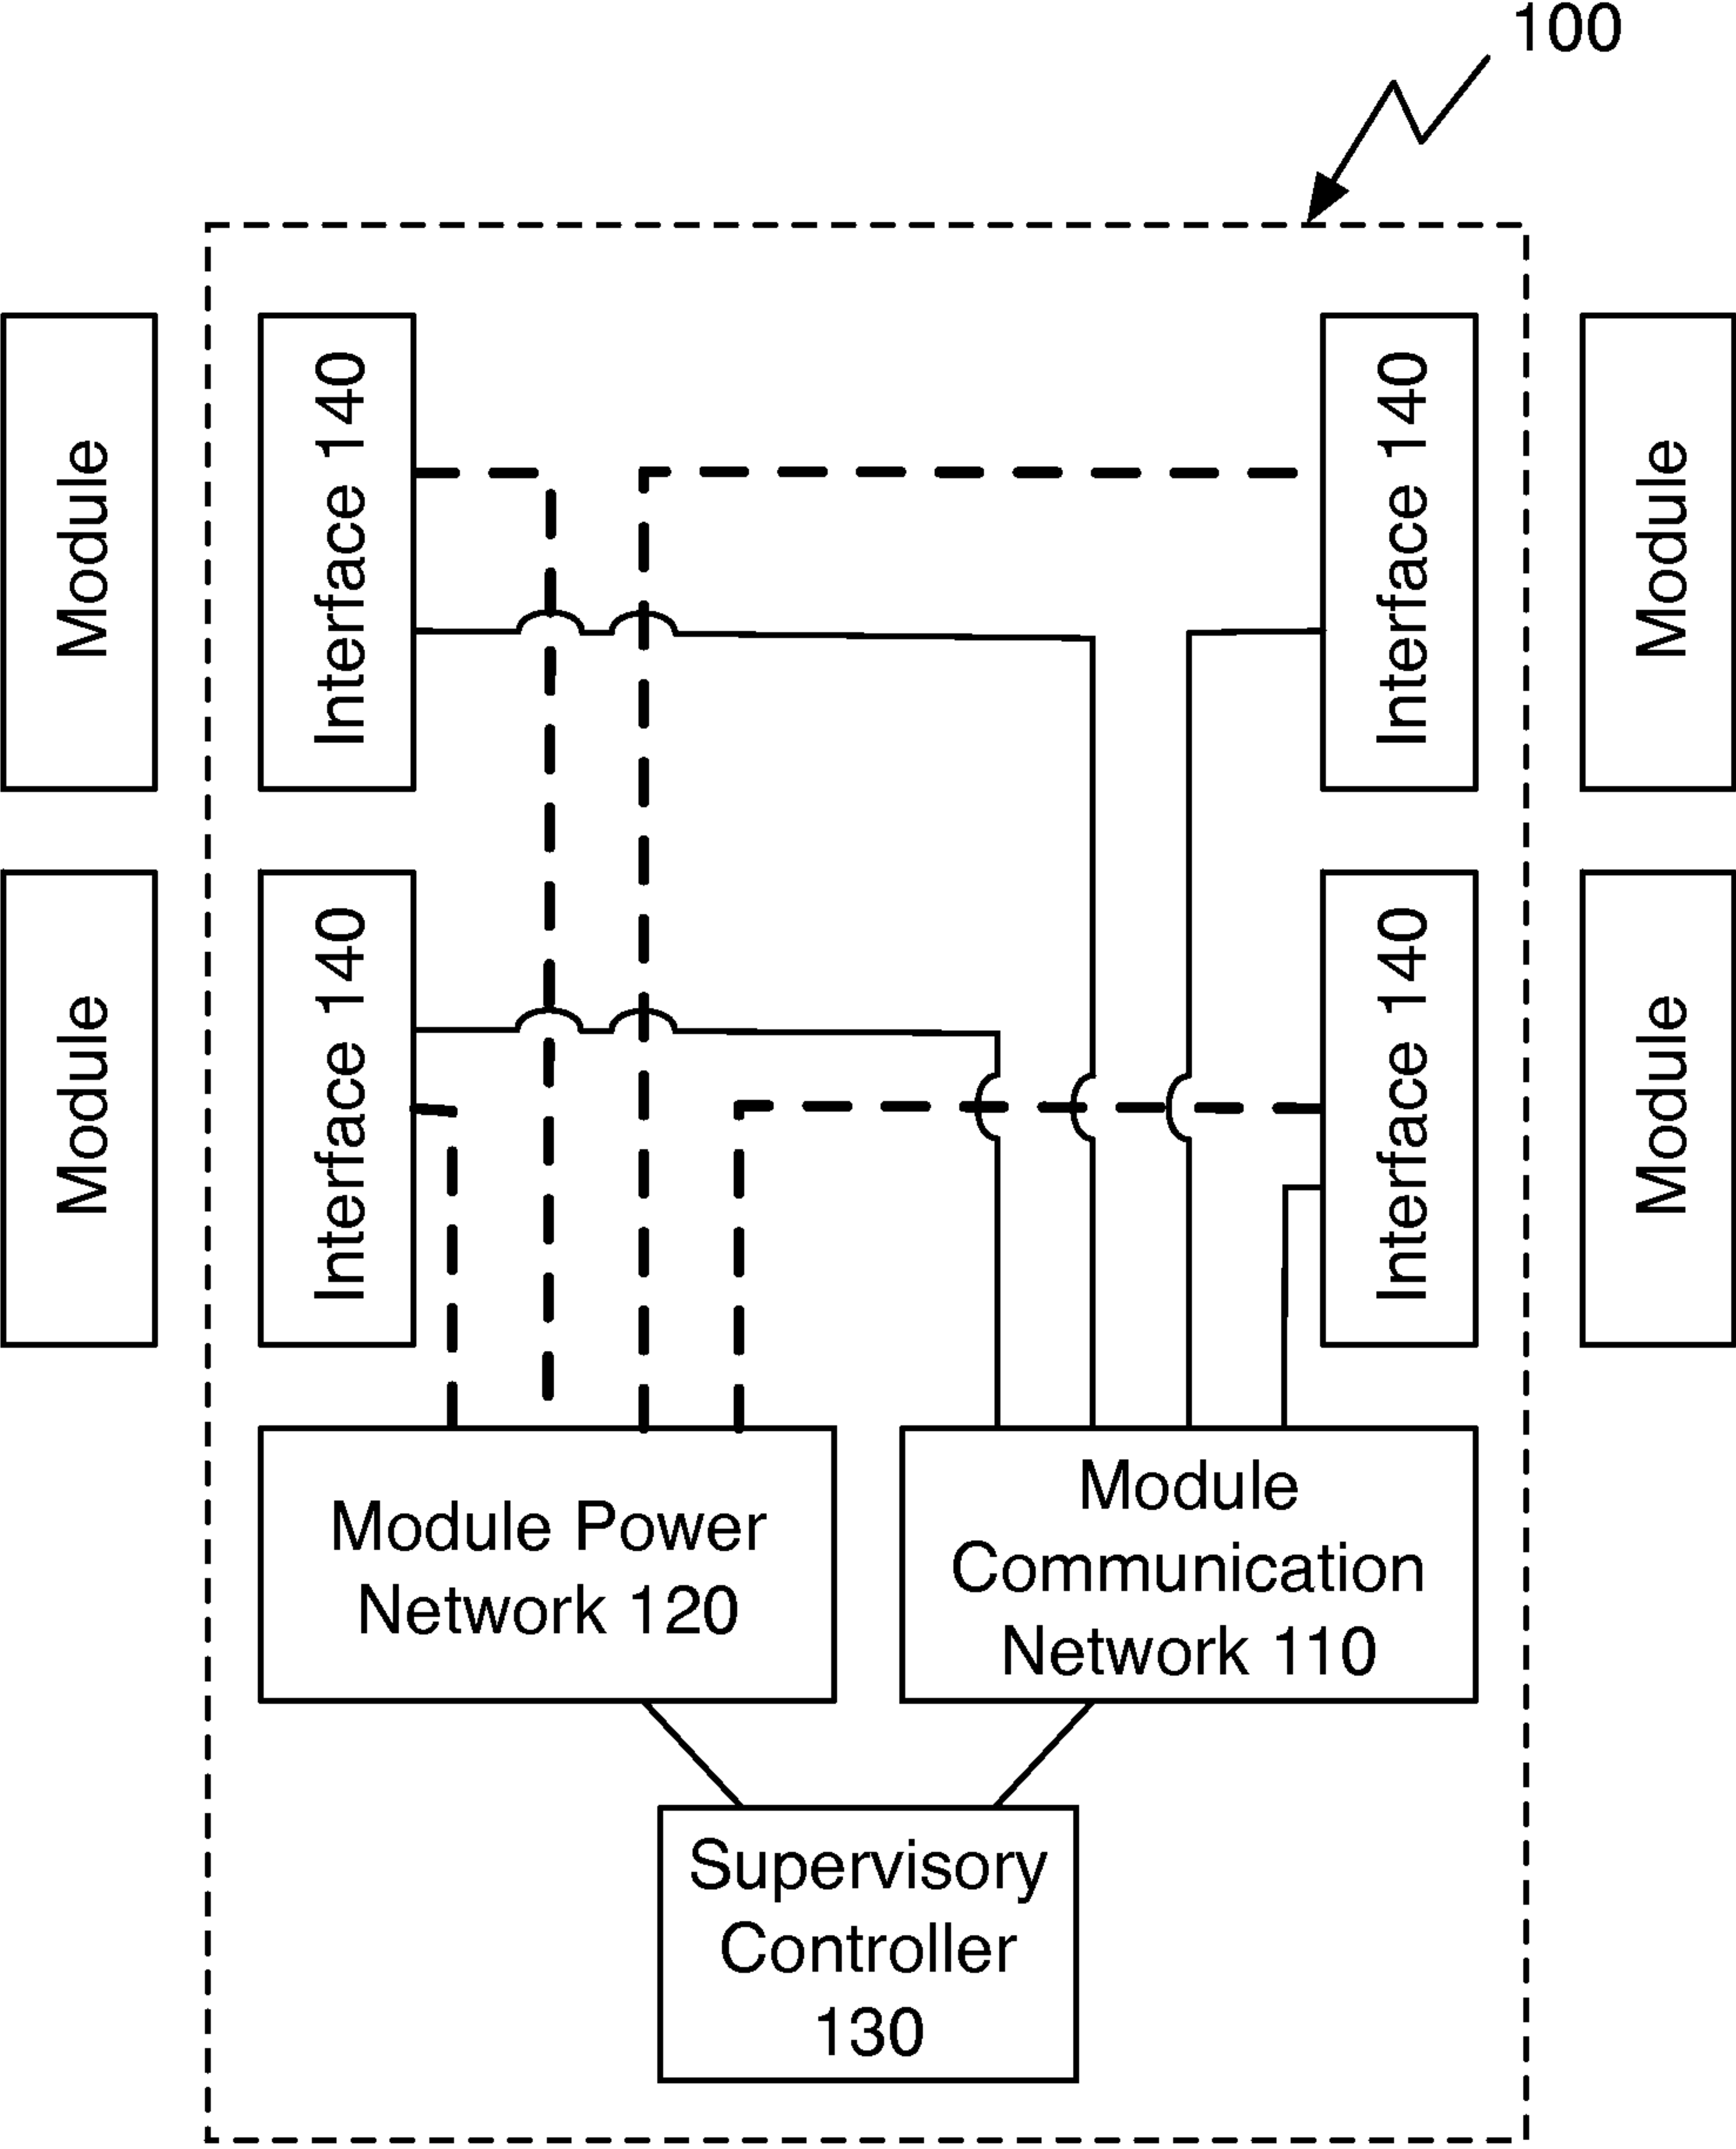 100
Module
Interface 140
Interface 140
Module
Module
Interface 140
Interface 140
Module
Module Power
Network 120
Module
Communication
Network 110
Supervisory
Controller
130